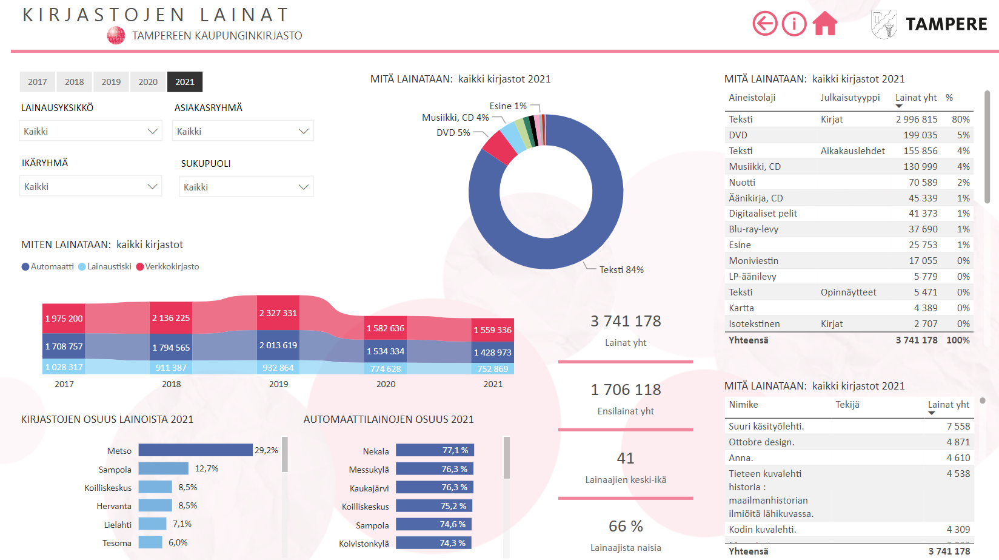 KIRJASTOJEN LAINAT
TAMPEREEN KAUPUNGINKIRJASTO
TAMPERE
2017 2018 2019 2020 2021
LAINAUSYKSIKKÖ ASIAKASRYHMÄ
Kaikki Kaikki
IKÄRYHMÄ SUKUPUOLI
Kaikki Kaikki
MITEN LAINATAAN: kaikki kirjastot
Automaatti Lainaustiski Verkkokirjasto
1 975 200 2 136 225 2 327 331 1 582 636 1 559 336
1 708 757 1 794 565 2 013 619 1 534 334 1 428 973
1 028 317 911 387 932 864 774 628 752 869
2017 2018 2019 2020 2021
KIRJASTOJEN OSUUS LAINOISTA 2021
Metso 29,2%
Sampola 12,7%
Koilliskeskus 8,5%
Hervanta 8,5%
Lielahti 7,1%
Tesoma 6,0%
AUTOMAATTILAINOJEN OSUUS 2021
Nekala 77,1 %
Messukylä 76,3 %
Kaukajärvi 76,3 %
Koilliskeskus 75,2 %
Sampola 74,6 %
Koivistonkylä 74,3 %
MITÄ LAINATAAN: kaikki kirjastot 2021
Esine 1%
Musiikki, CD 4%
DVD 5%
Teksti 84%
3 741 178
Lainat yht
1 706 118
Ensilainat yht
41
Lainaajien keski-ikä
66 %
Lainaajista naisia
MITÄ LAINATAAN: kaikki kirjastot 2021
Aineistolaji Julkaisutyyppi Lainat yht %
Teksti Kirjat 2 996 815 80%
DVD 199 035 5%
Teksti Aikakauslehdet 155 856 4%
Musiikki, CD 130 999 4%
Nuotti 70 589 2%
Äänikirja, CD 45 339 1%
Digitaaliset pelit 41 373 1%
Blu-ray-levy 37 690 1%
Esine 25 753 1%
Moniviestin 17 055 0%
LP-äänilevy 5 779 0%
Teksti Opinnäytteet 5 471 0%
Kartta 4 389 0%
Isotekstinen Kirjat 2 707 0%
Yhteensä 3 741 178 100%
MITÄ LAINATAAN: kaikki kirjastot 2021
Nimike Tekijä Lainat yht
Suuri käsityölehti. 7 558
Ottobre design. 4 871
Anna. 4 610
Tieteen kuvalehti 4 538
historia :
maailmanhistorian
ilmiöitä lähikuvassa.
Kodin kuvalehti. 4 309
Yhteensä 3 741 178